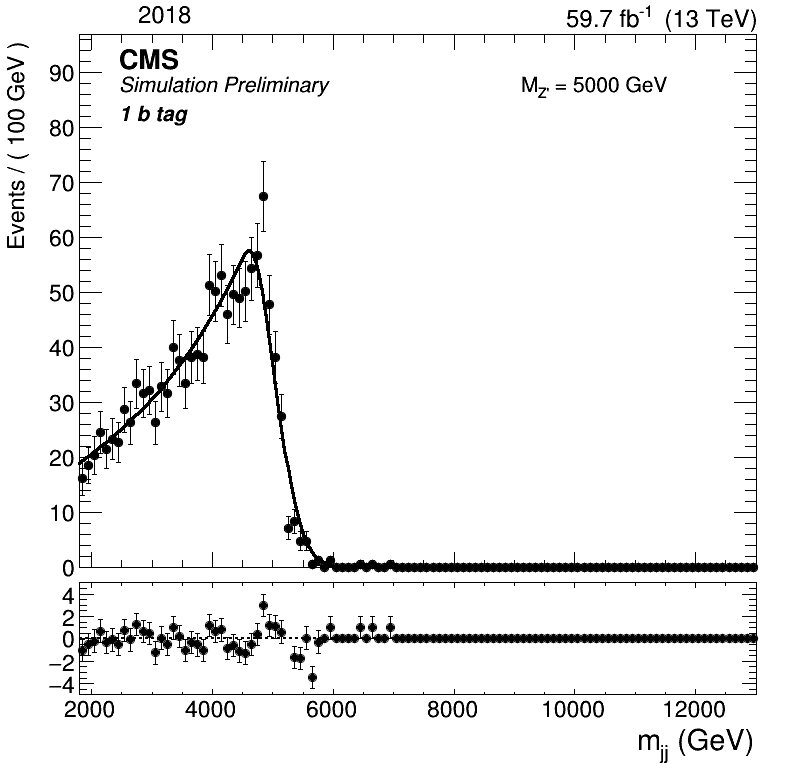 2018
59.7 fb⁻¹ (13 TeV)
CMS
Simulation Preliminary
1 b tag
M_Z' = 5000 GeV
Events / ( 100 GeV )
90
80
70
60
50
40
30
20
10
0
4
2
0
−2
−4
2000 4000 6000 8000 10000 12000
m_jj (GeV)